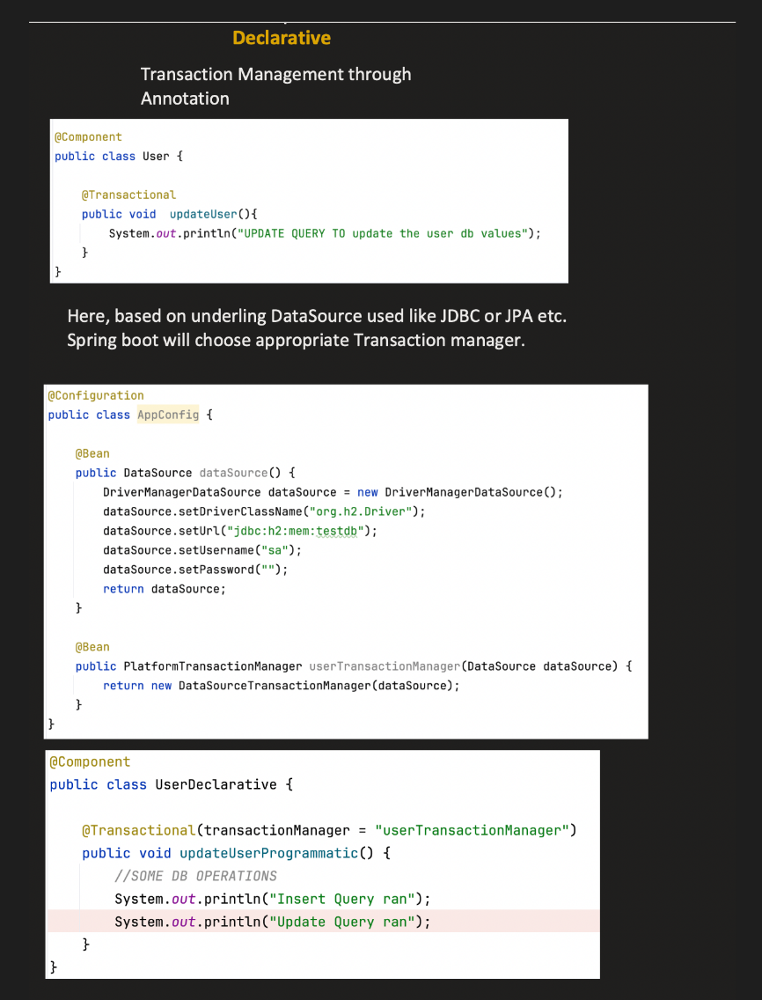 Declarative
Transaction Management through
Annotation
@Component
public class User {
@Transactional
public void  updateUser(){
System.out.println("UPDATE QUERY TO update the user db values");
}
}
Here, based on underling DataSource used like JDBC or JPA etc.
Spring boot will choose appropriate Transaction manager.
@Configuration
public class AppConfig {
@Bean
public DataSource dataSource() {
DriverManagerDataSource dataSource = new DriverManagerDataSource();
dataSource.setDriverClassName("org.h2.Driver");
dataSource.setUrl("jdbc:h2:mem:testdb");
dataSource.setUsername("sa");
dataSource.setPassword("");
return dataSource;
}
@Bean
public PlatformTransactionManager userTransactionManager(DataSource dataSource) {
return new DataSourceTransactionManager(dataSource);
}
}
@Component
public class UserDeclarative {
@Transactional(transactionManager = "userTransactionManager")
public void updateUserProgrammatic() {
//SOME DB OPERATIONS
System.out.println("Insert Query ran");
System.out.println("Update Query ran");
}
}